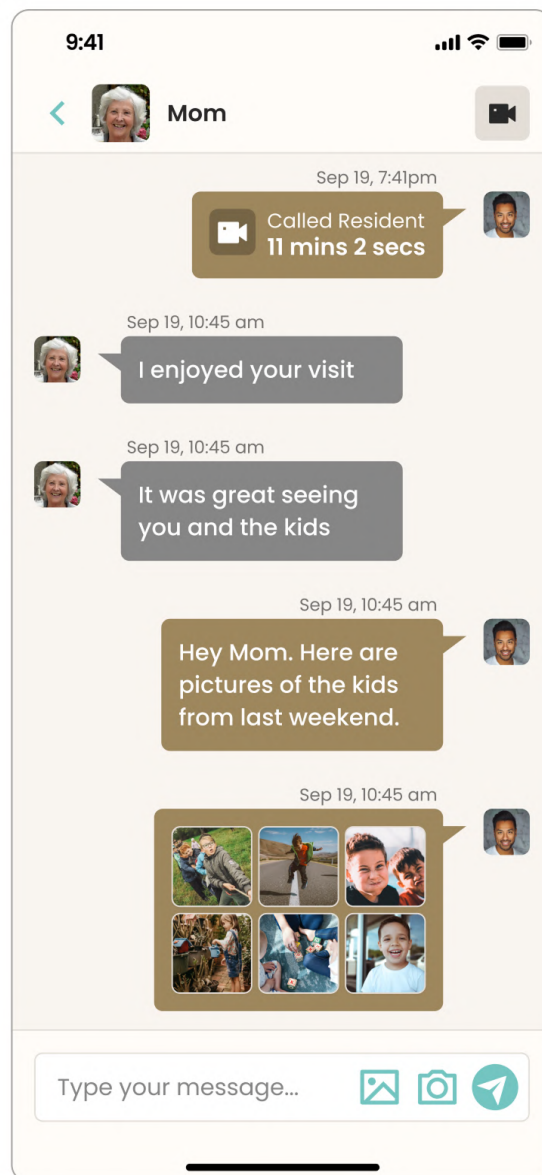 9:41
Mom
Sep 19, 7:41pm
Called Resident
11 mins 2 secs
Sep 19, 10:45 am
I enjoyed your visit
Sep 19, 10:45 am
It was great seeing
you and the kids
Sep 19, 10:45 am
Hey Mom. Here are
pictures of the kids
from last weekend.
Sep 19, 10:45 am
Type your message...